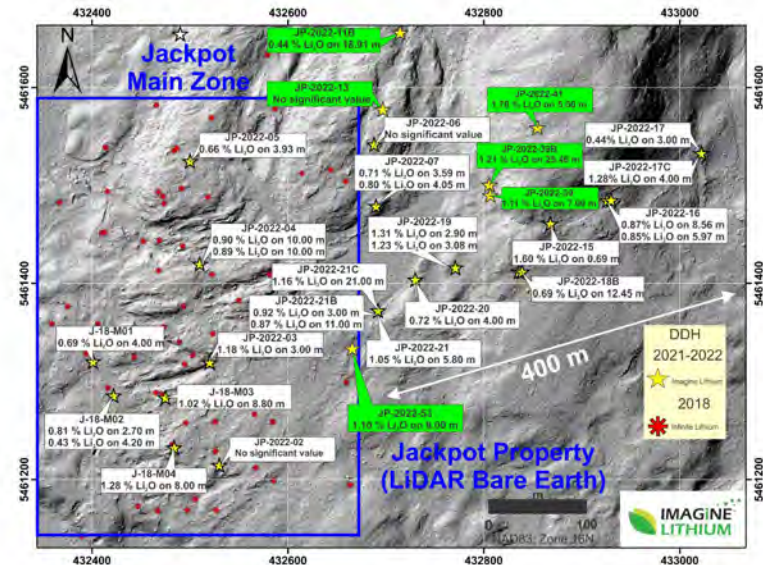 432400
432600
432800
433000
N
Jackpot
Main Zone
JP-2022-11B
0.44 % Li₂O on 18.91 m
JP-2022-13
No significant value
JP-2022-06
No significant value
JP-2022-41
1.76 % Li₂O on 5.00 m
JP-2022-17
0.44% Li₂O on 3.00 m
JP-2022-17C
1.28% Li₂O on 4.00 m
JP-2022-05
0.66 % Li₂O on 3.93 m
JP-2022-07
0.71 % Li₂O on 3.59 m
0.80 % Li₂O on 4.05 m
JP-2022-39B
1.21 % Li₂O on 25.46 m
1.11 % Li₂O on 7.00 m
JP-2022-16
0.87% Li₂O on 8.56 m
0.85% Li₂O on 5.97 m
JP-2022-04
0.90 % Li₂O on 10.00 m
0.89 % Li₂O on 10.00 m
JP-2022-19
1.31 % Li₂O on 2.90 m
1.23 % Li₂O on 3.08 m
JP-2022-15
1.60 % Li₂O on 0.69 m
JP-2022-21C
1.16 % Li₂O on 21.00 m
JP-2022-18B
0.69 % Li₂O on 12.45 m
JP-2022-21B
0.92 % Li₂O on 3.00 m
0.87 % Li₂O on 11.00 m
JP-2022-20
0.72 % Li₂O on 4.00 m
J-18-M01
0.69 % Li₂O on 4.00 m
JP-2022-03
1.18 % Li₂O on 3.00 m
JP-2022-21
1.05 % Li₂O on 5.80 m
400 m
J-18-M03
1.02 % Li₂O on 8.80 m
J-18-M02
0.81 % Li₂O on 2.70 m
0.43 % Li₂O on 4.20 m
JP-2022-53
1.10 % Li₂O on 6.00 m
JP-2022-02
No significant value
J-18-M04
1.28 % Li₂O on 8.00 m
Jackpot Property
(LiDAR Bare Earth)
DDH
2021-2022
Imagine Lithium
2018
Infinite Lithium
m
100
NAD83; Zone 16N
IMAGINE
LITHIUM
5461600
5461400
5461200
432400
432600
432800
433000